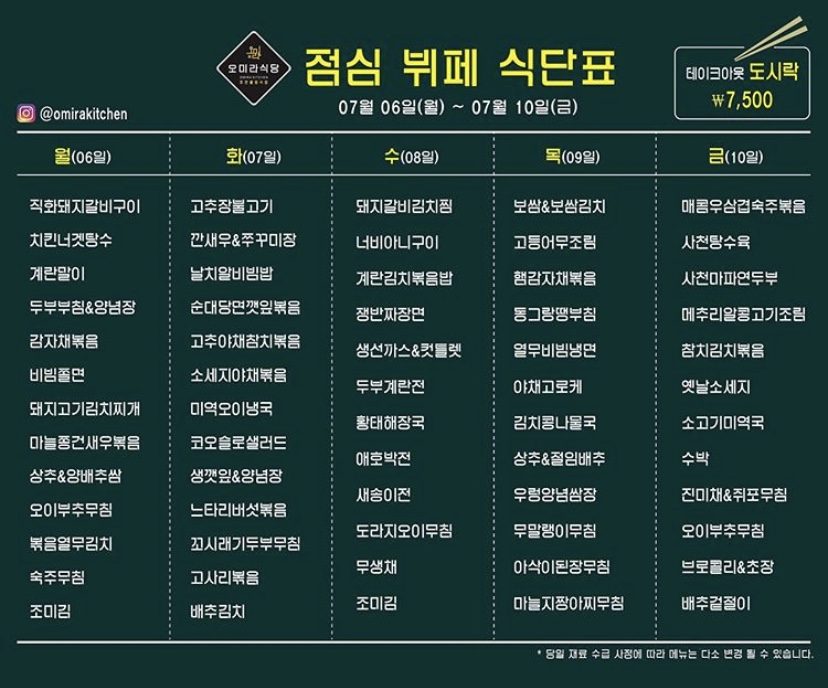 오미라식당
OMIRA KITCHEN
점심 뷔페 식단표
07월 06일(월) ~ 07월 10일(금)
테이크아웃 도시락
₩7,500
@omirakitchen
월(06일)
직화돼지갈비구이
치킨너겟탕수
계란말이
두부부침&양념장
감자채볶음
비빔쫄면
돼지고기김치찌개
마늘쫑건새우볶음
상추&양배추쌈
오이부추무침
볶음열무김치
숙주무침
조미김
화(07일)
고추장불고기
깐새우&쭈꾸미장
날치알비빔밥
순대당면깻잎볶음
고추야채참치볶음
소세지야채볶음
미역오이냉국
코오슬로샐러드
생깻잎&양념장
느타리버섯볶음
꼬시래기두부무침
고사리볶음
배추김치
수(08일)
돼지갈비김치찜
너비아니구이
계란김치볶음밥
쟁반짜장면
생선까스&컷틀렛
두부계란전
황태해장국
애호박전
새송이전
도라지오이무침
무생채
조미김
목(09일)
보쌈&보쌈김치
고등어무조림
햄감자채볶음
동그랑땡부침
열무비빔냉면
야채고로케
김치콩나물국
상추&절임배추
우렁양념쌈장
무말랭이무침
아삭이된장무침
마늘지짱아찌무침
금(10일)
매콤우삼겹숙주볶음
사천탕수육
사천마파연두부
메추리알콩고기조림
참치김치볶음
옛날소세지
소고기미역국
수박
진미채&쥐포무침
오이부추무침
브로콜리&초장
배추겉절이
* 당일 재료 수급 사정에 따라 메뉴는 다소 변경 될 수 있습니다.